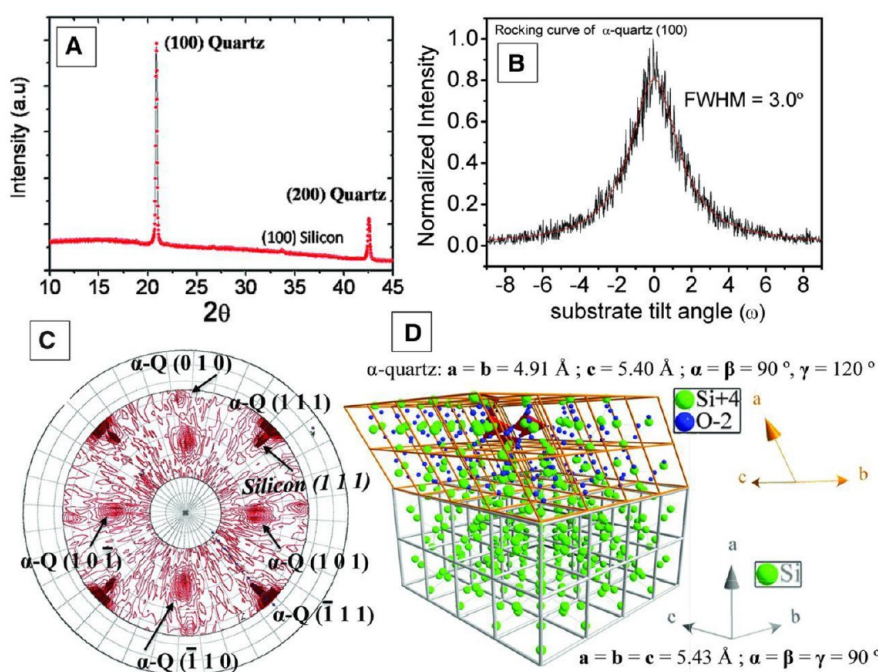 A
(100) Quartz
(200) Quartz
(100) Silicon
Intensity (a.u)
10 15 20 25 30 35 40 45
2θ
Rocking curve of α-quartz (100)
B
FWHM = 3.0º
Normalized Intensity
1.0
0.8
0.6
0.4
0.2
0.0
-8 -6 -4 -2 0 2 4 6 8
substrate tilt angle (ω)
C
α-Q (0 1 0)
α-Q (1 1 1)
Silicon (1 1 1)
α-Q (1 0 1̄)
α-Q (1 0 1)
α-Q (1̄ 1 1)
α-Q (1̄ 1 0)
D
α-quartz: a = b = 4.91 Å ; c = 5.40 Å ; α = β = 90 º, γ = 120 º
Si+4
O-2
a
c
b
Si
a
c
b
a = b = c = 5.43 Å ; α = β = γ = 90 º